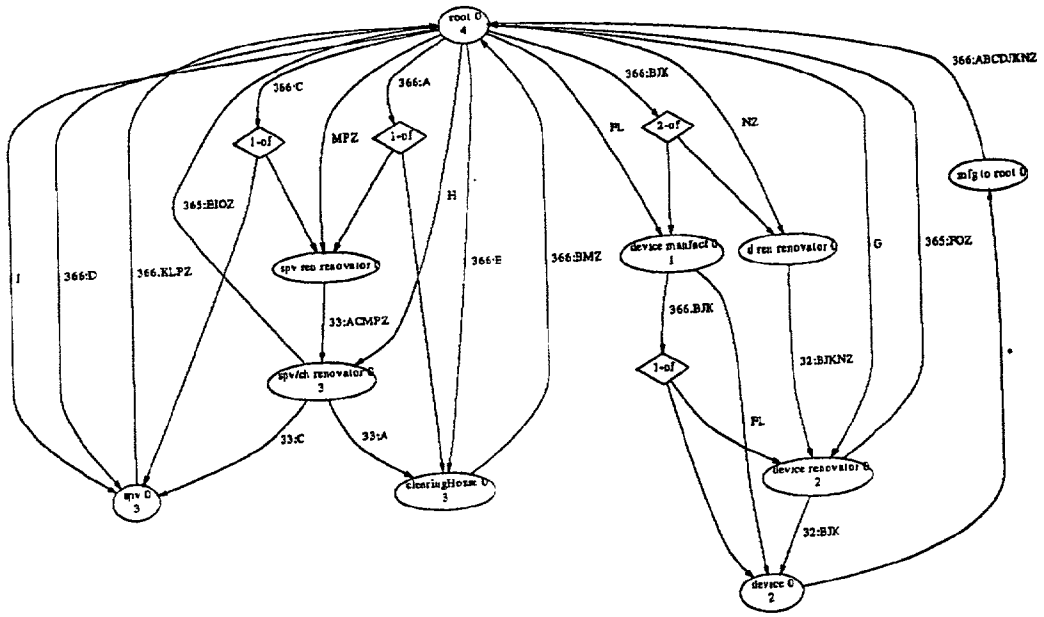 root 0
4
366:ABCDJKNZ
366:C
366:A
366:BJK
1-of
MPZ
1-of
FL
2-of
NZ
mfg to root 0
H
365:EIOZ
device manfact 0
1
d ren renovator 0
G
365:FOZ
spv ren renovator 0
366:E
366:BMZ
I
366:D
366:KLPZ
33:ACMPZ
366:BJK
32:BJKNZ
1-of
spv/ch renovator 0
3
FL
33:C
33:A
device renovator 0
2
spv 0
3
clearingHouse 0
3
32:BJK
device 0
2